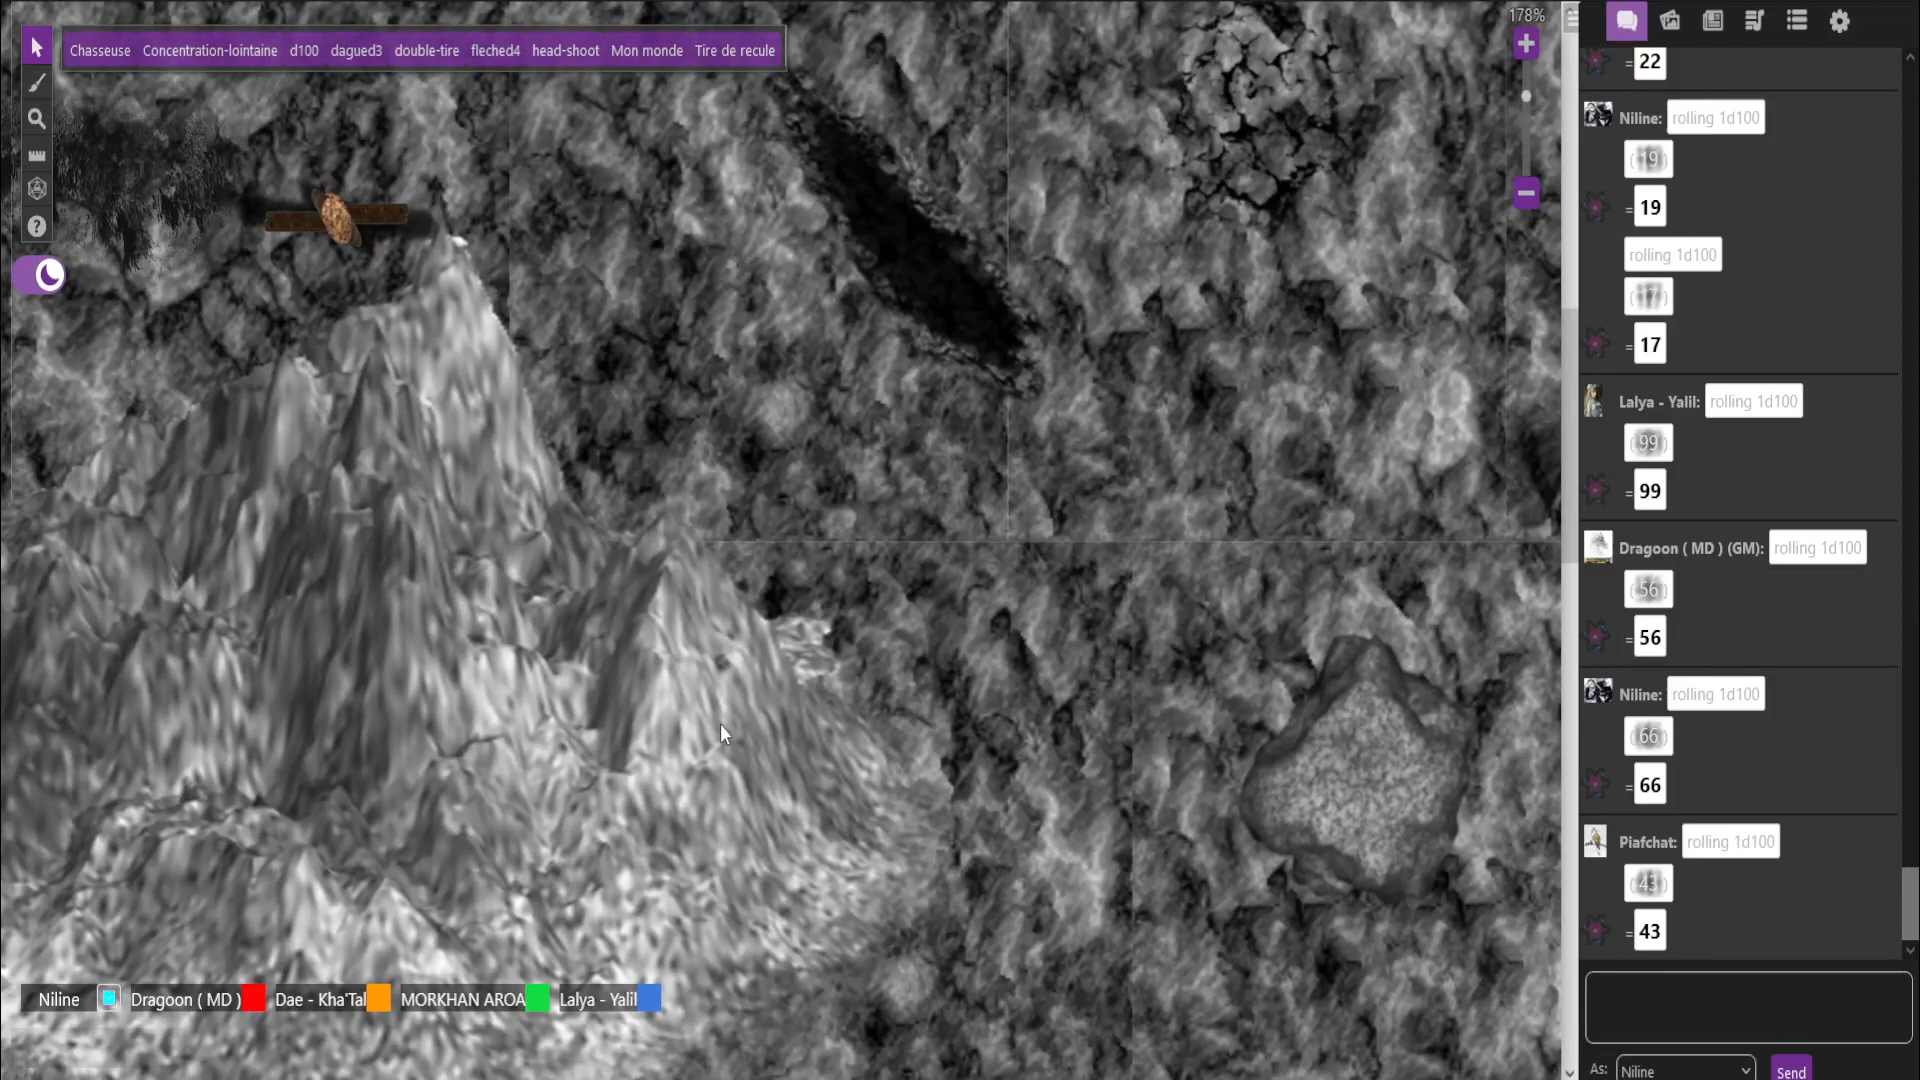 178%
Chasseuse Concentration-lointaine d100 dagued3 double-tire fleched4 head-shoot Mon monde Tire de recule
=22
Niline: rolling 1d100
(19)
=19
rolling 1d100
(17)
=17
Lalya - Yalil: rolling 1d100
(99)
=99
Dragoon ( MD ) (GM): rolling 1d100
(56)
=56
Niline: rolling 1d100
(66)
=66
Piafchat: rolling 1d100
(43)
=43
Niline Dragoon ( MD ) Dae - Kha'Tal MORKHAN AROA Lalya - Yalil
As: Niline Send